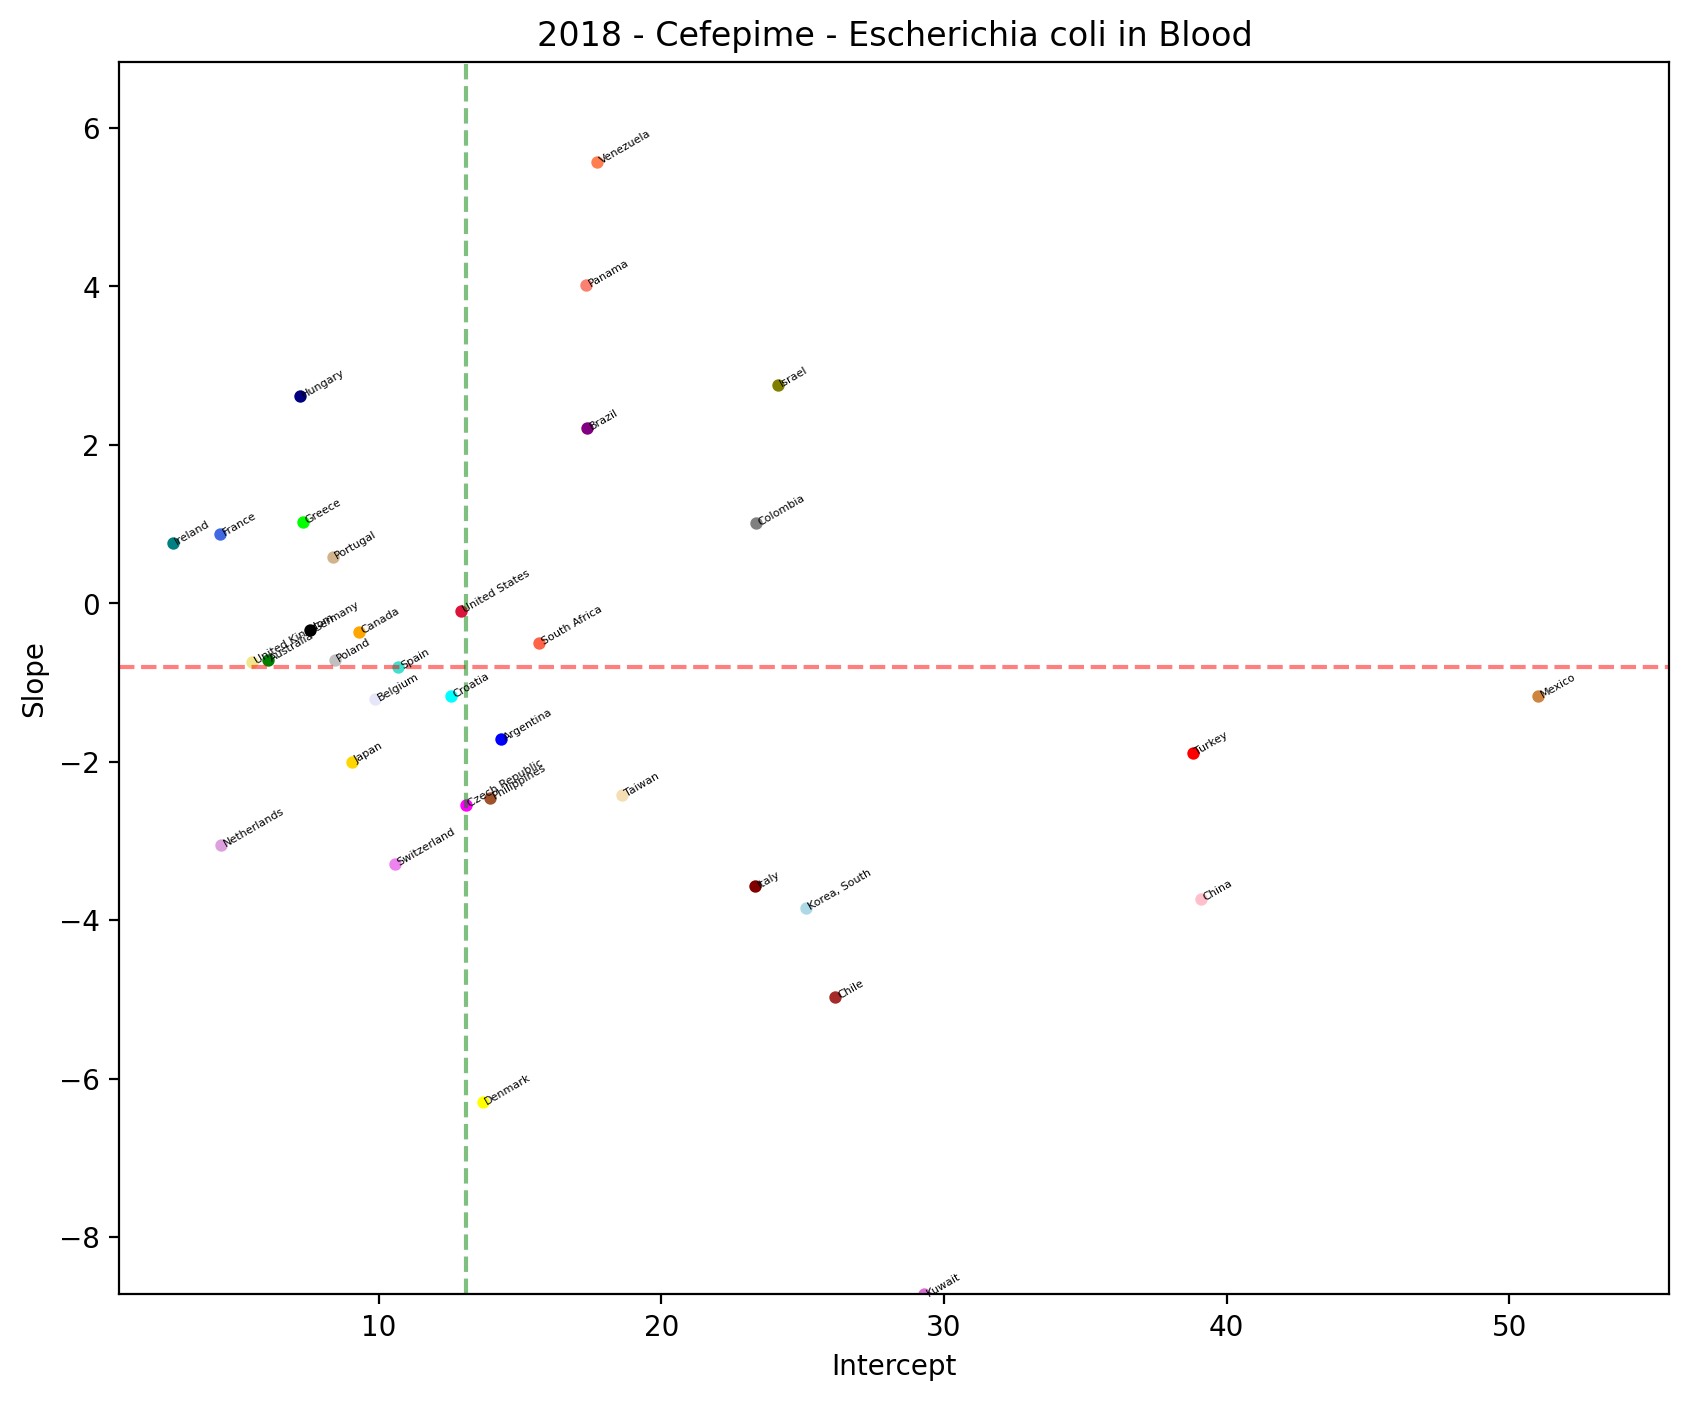 2018 - Cefepime - Escherichia coli in Blood
6
4
2
0
−2
−4
−6
−8
Slope
10
20
30
40
50
Intercept
Venezuela
Panama
Israel
Hungary
Brazil
Colombia
Greece
France
Ireland
Portugal
United States
Germany
Canada
South Africa
United Kingdom
Australia
Poland
Spain
Belgium
Croatia
Mexico
Argentina
Turkey
Japan
Czech Republic
Philippines
Taiwan
Netherlands
Switzerland
Italy
Korea, South
China
Chile
Denmark
Kuwait